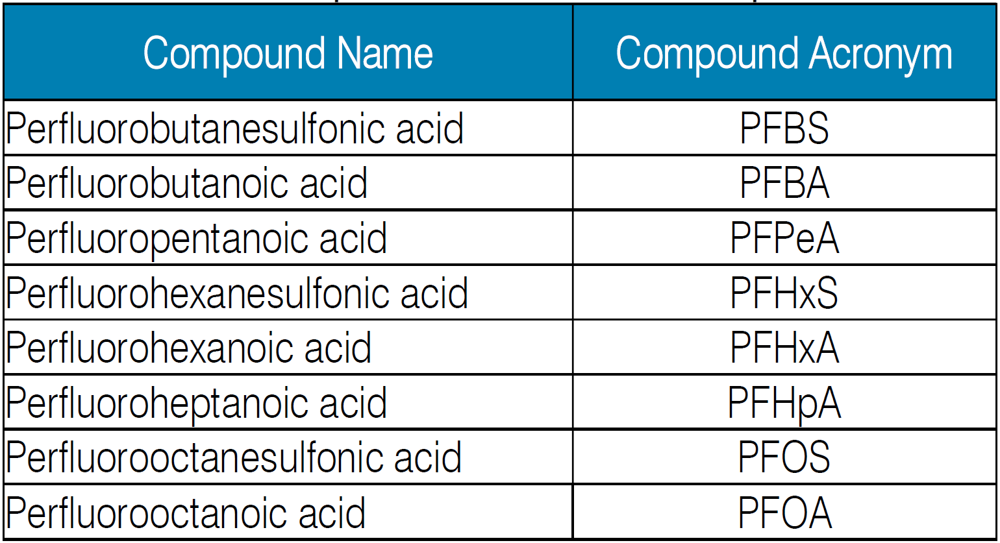 Compound Name Compound Acronym
Perfluorobutanesulfonic acid PFBS
Perfluorobutanoic acid PFBA
Perfluoropentanoic acid PFPeA
Perfluorohexanesulfonic acid PFHxS
Perfluorohexanoic acid PFHxA
Perfluoroheptanoic acid PFHpA
Perfluorooctanesulfonic acid PFOS
Perfluorooctanoic acid PFOA